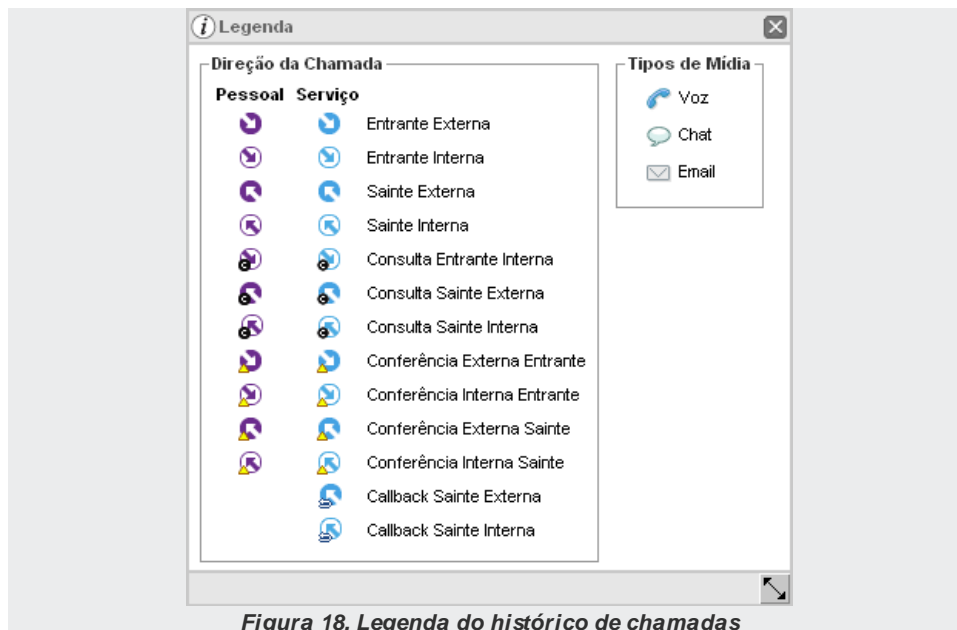 Legenda
Direção da Chamada
Pessoal Serviço
Entrante Externa
Entrante Interna
Sainte Externa
Sainte Interna
Consulta Entrante Interna
Consulta Sainte Externa
Consulta Sainte Interna
Conferência Externa Entrante
Conferência Interna Entrante
Conferência Externa Sainte
Conferência Interna Sainte
Callback Sainte Externa
Callback Sainte Interna
Tipos de Mídia
Voz
Chat
Email
Figura 18. Legenda do histórico de chamadas